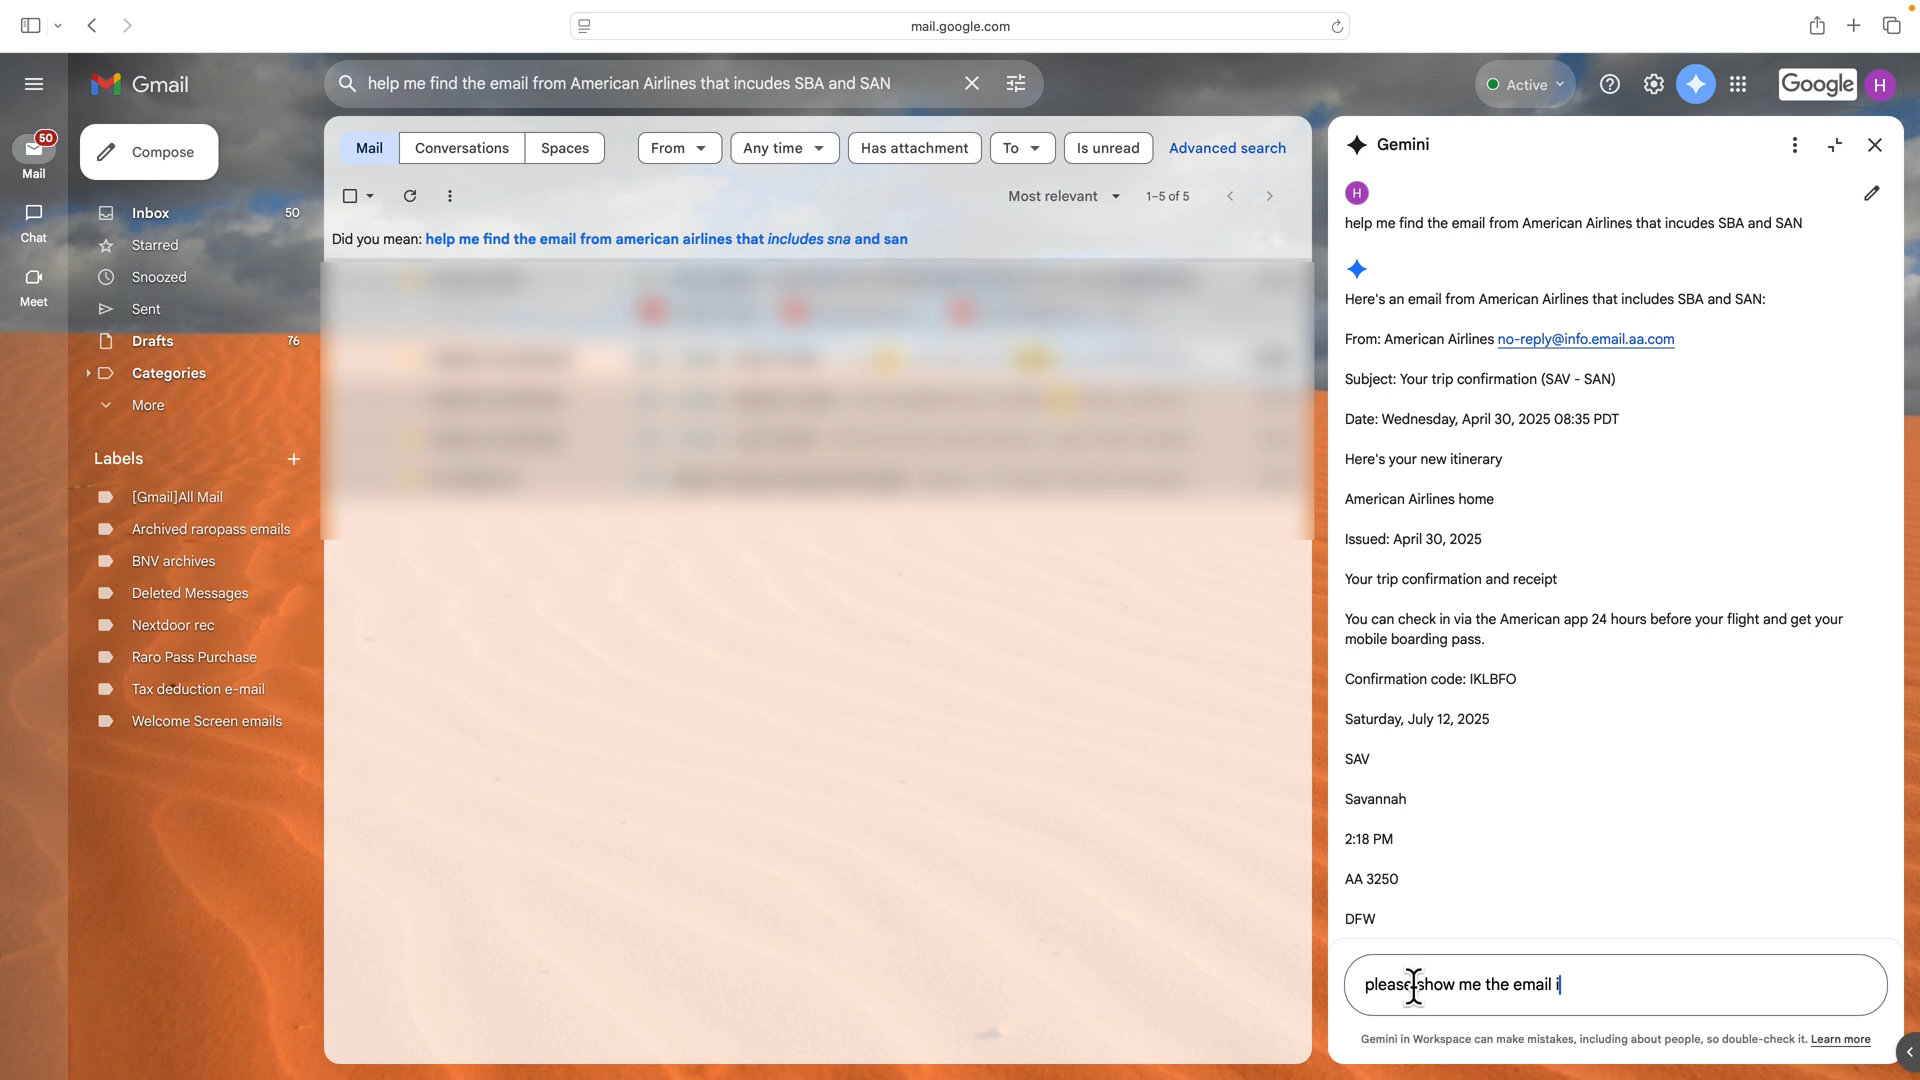 mail.google.com
Gmail
help me find the email from American Airlines that incudes SBA and SAN
Active
Google
H
50
Mail
Chat
Meet
Compose
Inbox 50
Starred
Snoozed
Sent
Drafts 76
Categories
More
Labels
[Gmail]All Mail
Archived raropass emails
BNV archives
Deleted Messages
Nextdoor rec
Raro Pass Purchase
Tax deduction e-mail
Welcome Screen emails
Mail Conversations Spaces From Any time Has attachment To Is unread Advanced search
Most relevant 1–5 of 5
Did you mean: help me find the email from american airlines that includes sna and san
Gemini
H
help me find the email from American Airlines that incudes SBA and SAN
Here's an email from American Airlines that includes SBA and SAN:
From: American Airlines no-reply@info.email.aa.com
Subject: Your trip confirmation (SAV - SAN)
Date: Wednesday, April 30, 2025 08:35 PDT
Here's your new itinerary
American Airlines home
Issued: April 30, 2025
Your trip confirmation and receipt
You can check in via the American app 24 hours before your flight and get your
mobile boarding pass.
Confirmation code: IKLBFO
Saturday, July 12, 2025
SAV
Savannah
2:18 PM
AA 3250
DFW
please show me the email i
Gemini in Workspace can make mistakes, including about people, so double-check it. Learn more